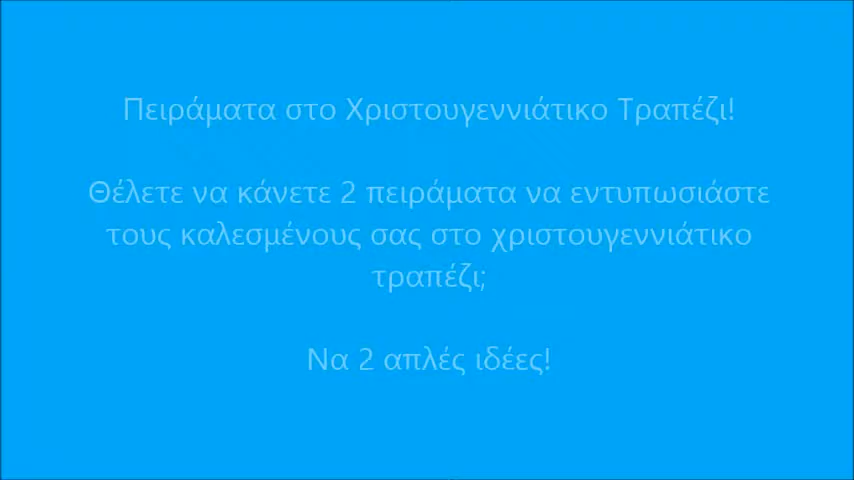 Πειράματα στο Χριστουγεννιάτικο Τραπέζι!
Θέλετε να κάνετε 2 πειράματα να εντυπωσιάστε
τους καλεσμένους σας στο χριστουγεννιάτικο
τραπέζι;
Να 2 απλές ιδέες!